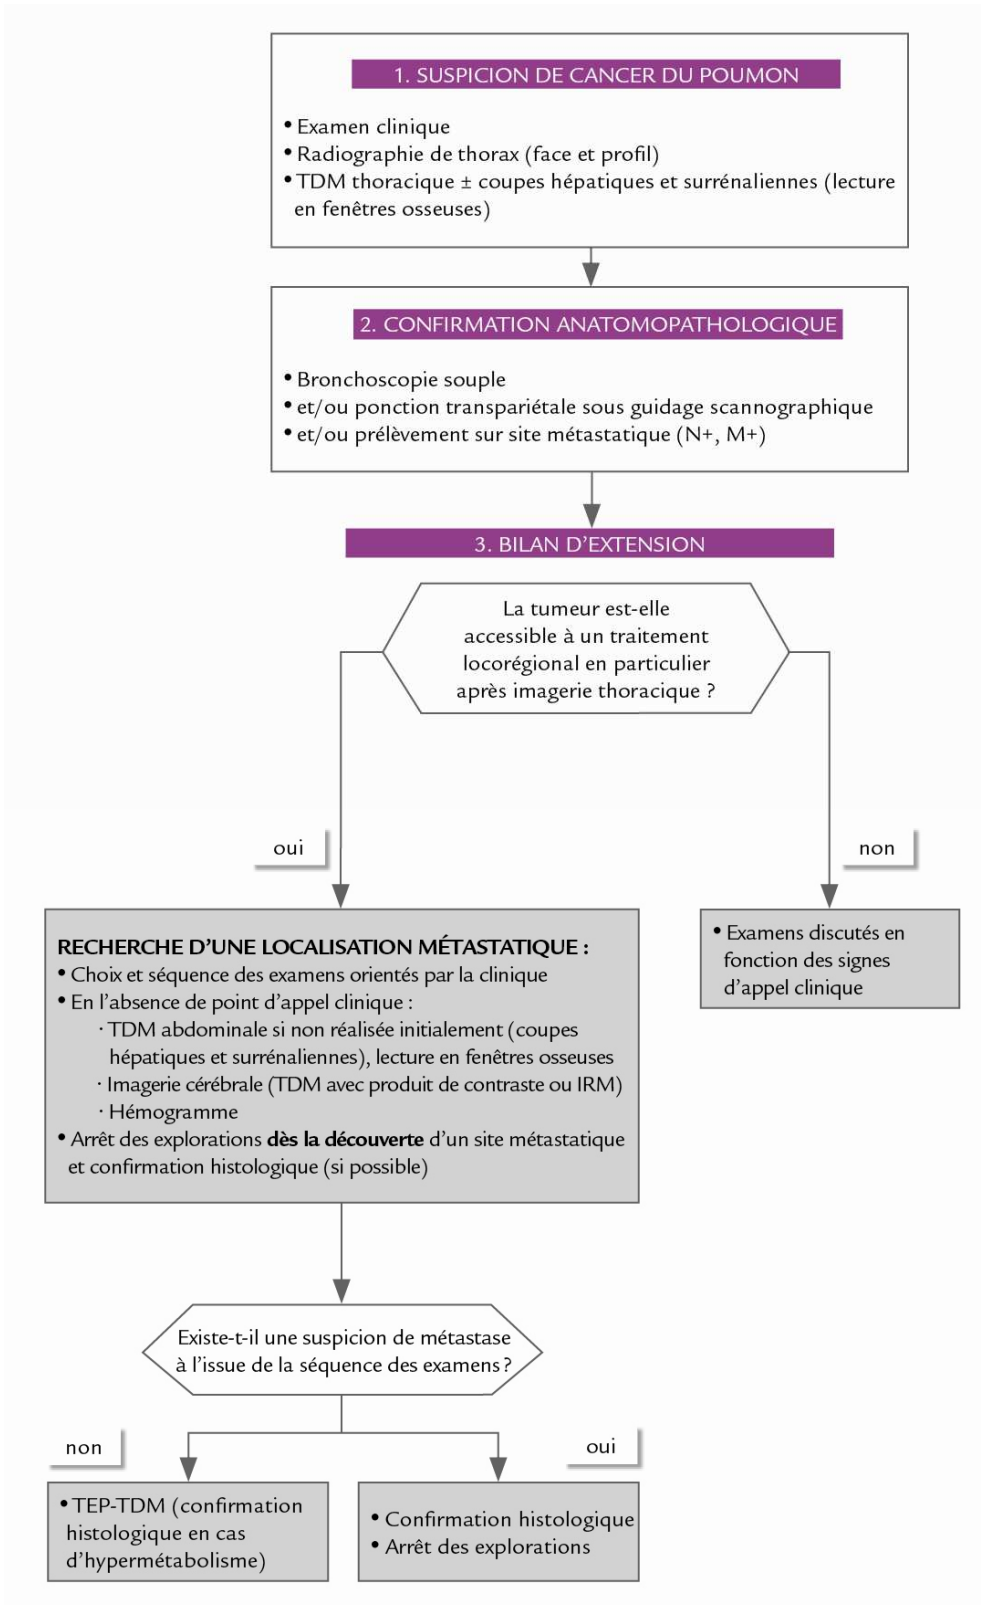 1. SUSPICION DE CANCER DU POUMON
• Examen clinique
• Radiographie de thorax (face et profil)
• TDM thoracique ± coupes hépatiques et surrénaliennes (lecture
en fenêtres osseuses)
2. CONFIRMATION ANATOMOPATHOLOGIQUE
• Bronchoscopie souple
• et/ou ponction transpariétale sous guidage scannographique
• et/ou prélèvement sur site métastatique (N+, M+)
3. BILAN D’EXTENSION
La tumeur est-elle
accessible à un traitement
locorégional en particulier
après imagerie thoracique ?
oui
non
RECHERCHE D’UNE LOCALISATION MÉTASTATIQUE :
• Choix et séquence des examens orientés par la clinique
• En l’absence de point d’appel clinique :
· TDM abdominale si non réalisée initialement (coupes
hépatiques et surrénaliennes), lecture en fenêtres osseuses
· Imagerie cérébrale (TDM avec produit de contraste ou IRM)
· Hémogramme
• Arrêt des explorations dès la découverte d’un site métastatique
et confirmation histologique (si possible)
• Examens discutés en
fonction des signes
d’appel clinique
Existe-t-il une suspicion de métastase
à l’issue de la séquence des examens ?
non
oui
• TEP-TDM (confirmation
histologique en cas
d’hypermétabolisme)
• Confirmation histologique
• Arrêt des explorations